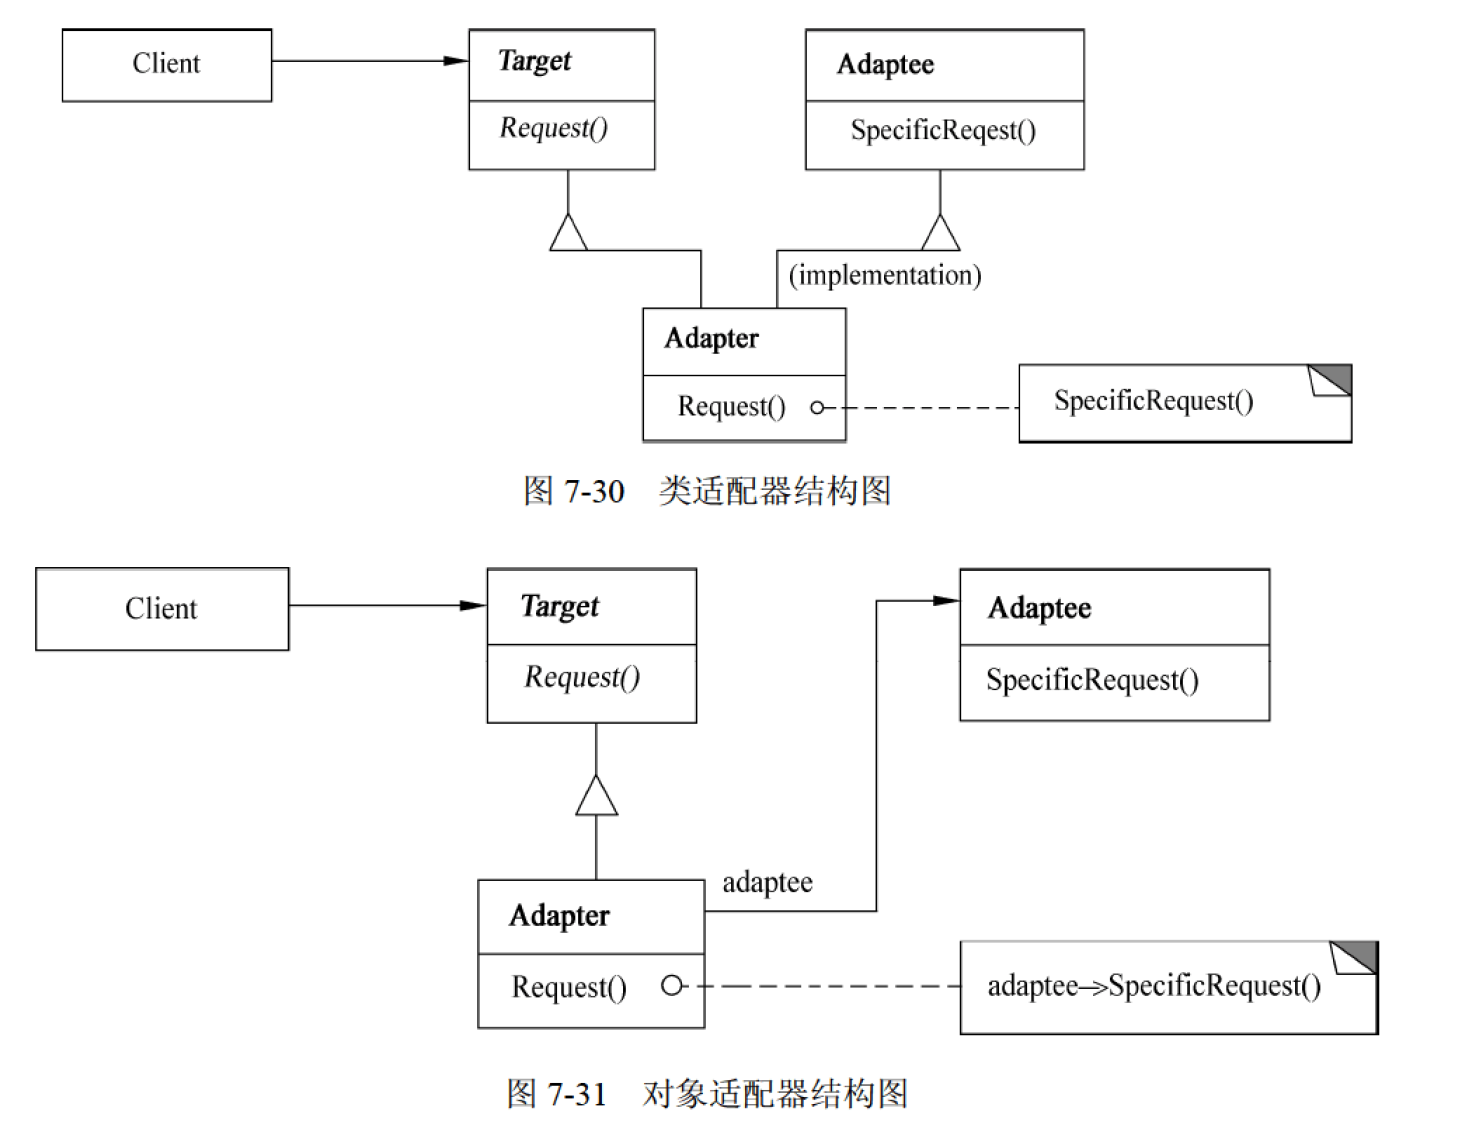 Client
Target
Adaptee
Request()
SpecificReqest()
(implementation)
Adapter
Request()
SpecificRequest()
图 7-30 类适配器结构图
Client
Target
Adaptee
Request()
SpecificRequest()
adaptee
Adapter
Request()
adaptee->SpecificRequest()
图 7-31 对象适配器结构图